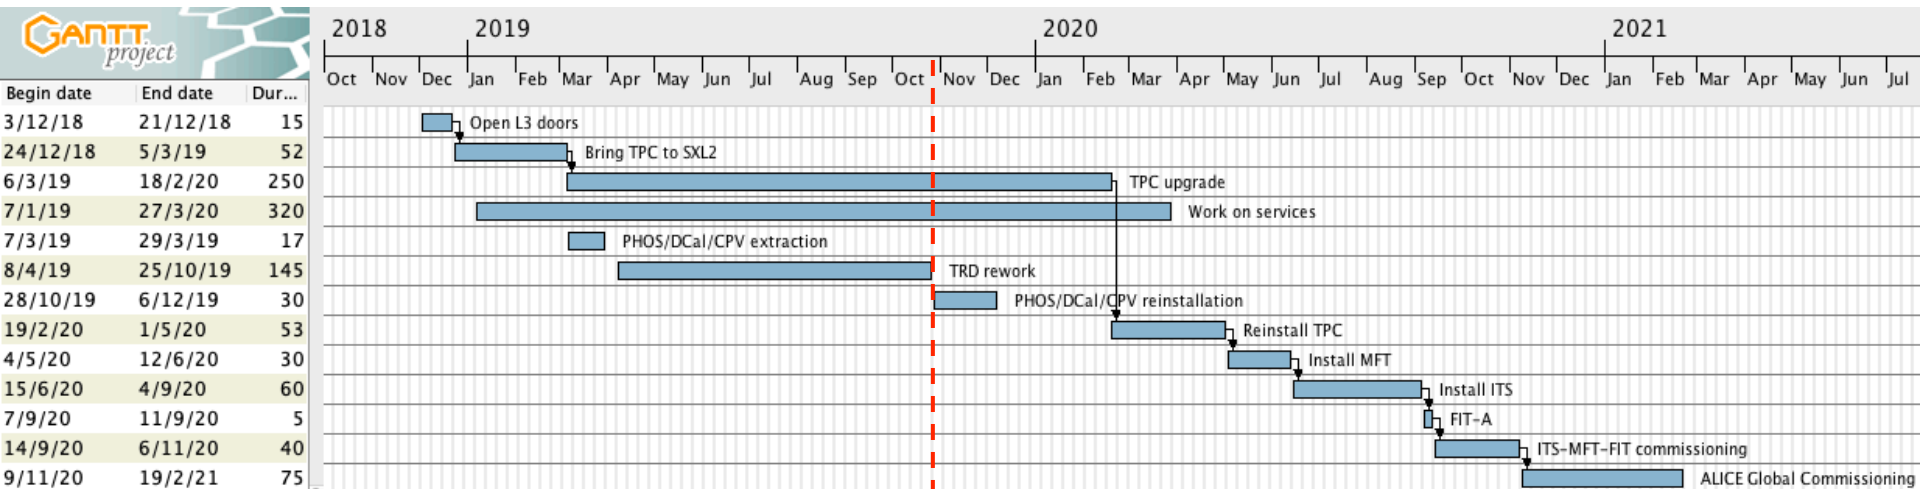 GANTT project
2018 2019 2020 2021
Oct Nov Dec Jan Feb Mar Apr May Jun Jul Aug Sep Oct Nov Dec Jan Feb Mar Apr May Jun Jul Aug Sep Oct Nov Dec Jan Feb Mar Apr May Jun Jul
Begin date End date Dur...
3/12/18 21/12/18 15 Open L3 doors
24/12/18 5/3/19 52 Bring TPC to SXL2
6/3/19 18/2/20 250 TPC upgrade
7/1/19 27/3/20 320 Work on services
7/3/19 29/3/19 17 PHOS/DCal/CPV extraction
8/4/19 25/10/19 145 TRD rework
28/10/19 6/12/19 30 PHOS/DCal/CPV reinstallation
19/2/20 1/5/20 53 Reinstall TPC
4/5/20 12/6/20 30 Install MFT
15/6/20 4/9/20 60 Install ITS
7/9/20 11/9/20 5 FIT-A
14/9/20 6/11/20 40 ITS-MFT-FIT commissioning
9/11/20 19/2/21 75 ALICE Global Commissioning